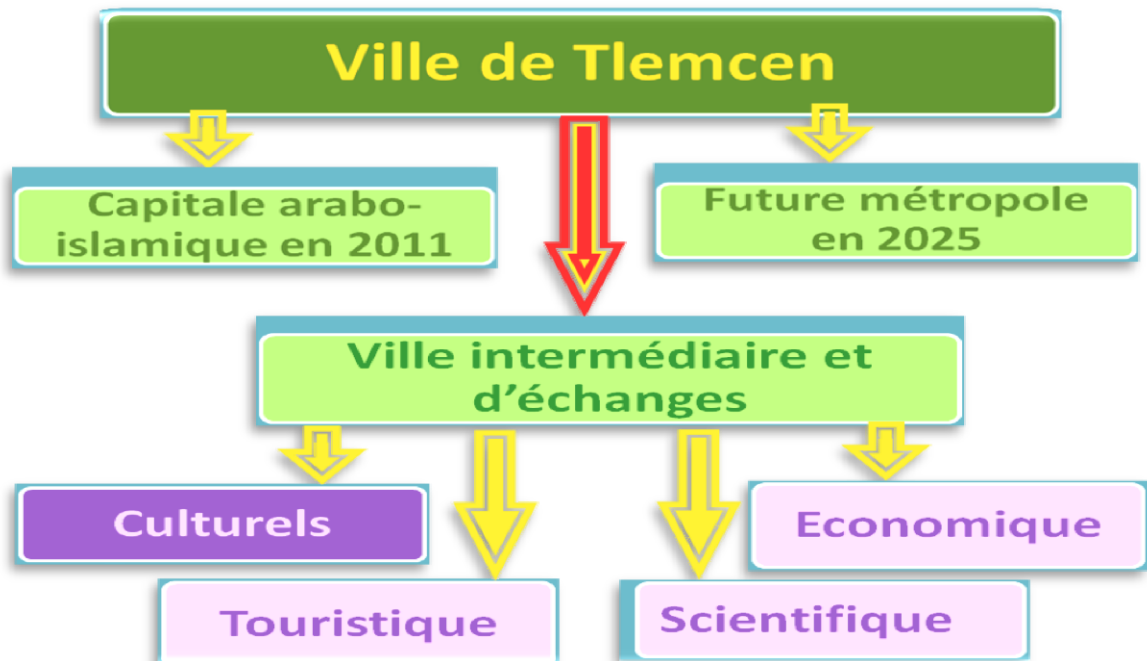 Ville de Tlemcen
Capitale arabo-
islamique en 2011
Future métropole
en 2025
Ville intermédiaire et
d’échanges
Culturels
Economique
Touristique
Scientifique